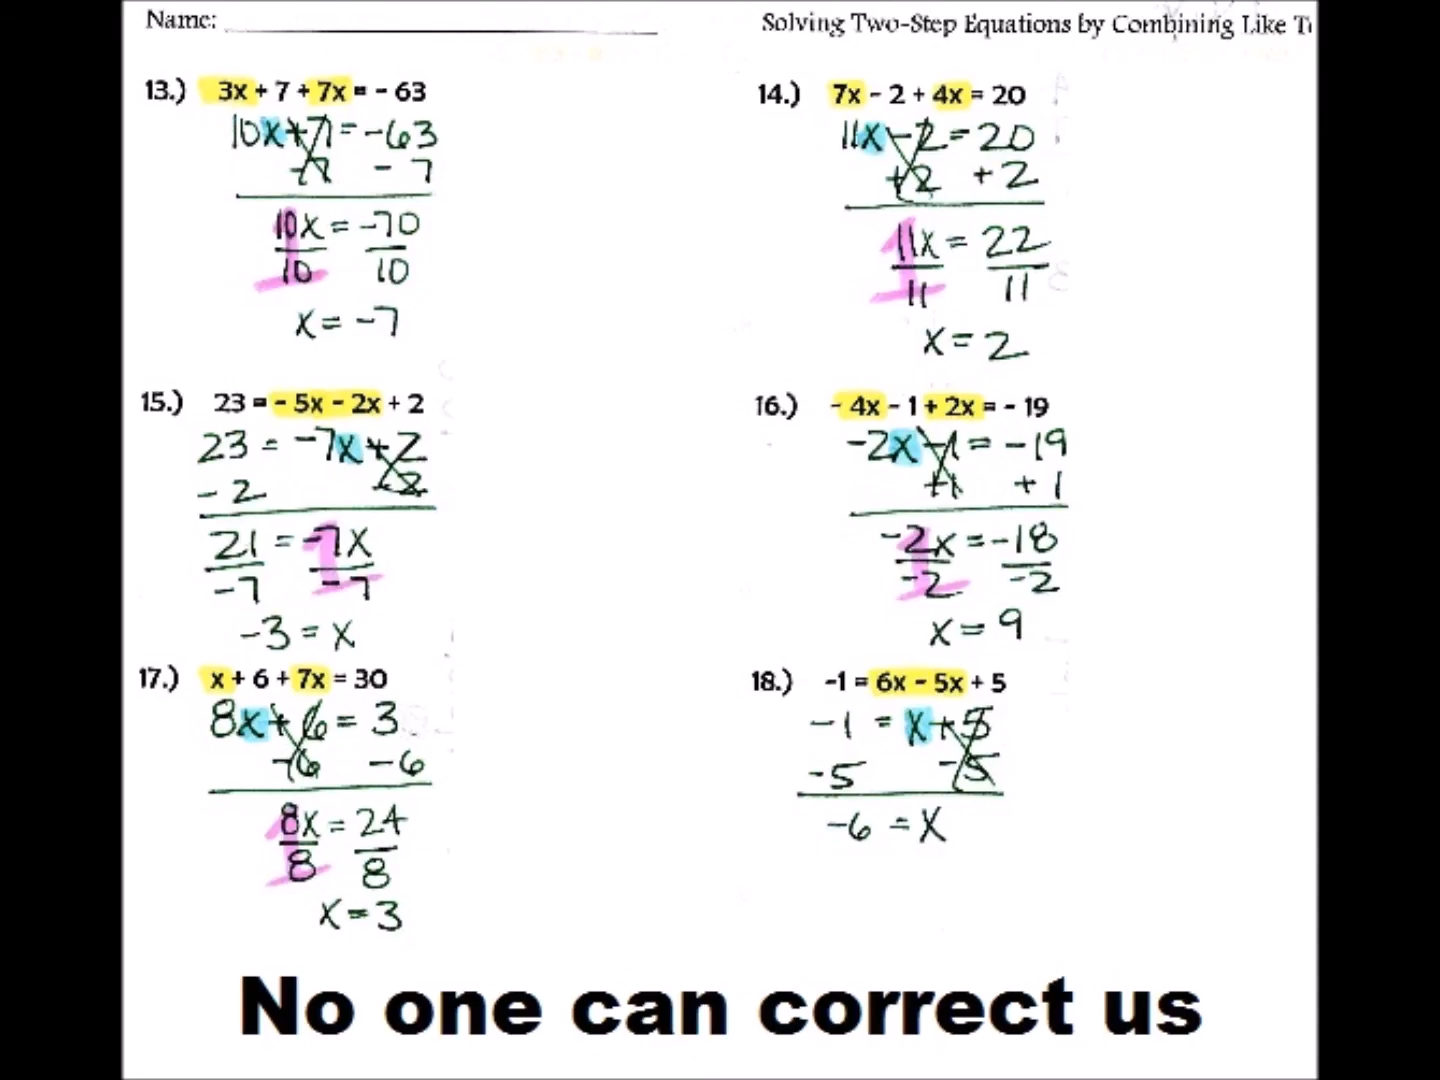 Name:
Solving Two-Step Equations by Combining Like T
13.) 3x + 7 + 7x = - 63
10x + 7 = -63
-7 - 7
10x = -70
10 10
x = -7
14.) 7x - 2 + 4x = 20
11x - 2 = 20
+2 + 2
11x = 22
11 11
x = 2
15.) 23 = - 5x - 2x + 2
23 = -7x + 2
- 2 - 2
21 = -7x
-7 -7
-3 = x
16.) - 4x - 1 + 2x = - 19
-2x - 1 = -19
+1 + 1
-2x = -18
-2 -2
x = 9
17.) x + 6 + 7x = 30
8x + 6 = 3
-6 -6
8x = 24
8 8
x = 3
18.) -1 = 6x - 5x + 5
-1 = x + 5
-5 -5
-6 = x
No one can correct us